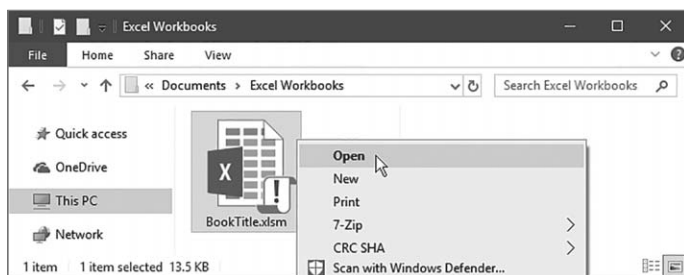 Excel Workbooks
File Home Share View
« Documents > Excel Workbooks
Search Excel Workbooks
Quick access
OneDrive
This PC
Network
X
!
BookTitle.xlsm
Open
New
Print
7-Zip >
CRC SHA >
Scan with Windows Defender...
1 item 1 item selected 13.5 KB